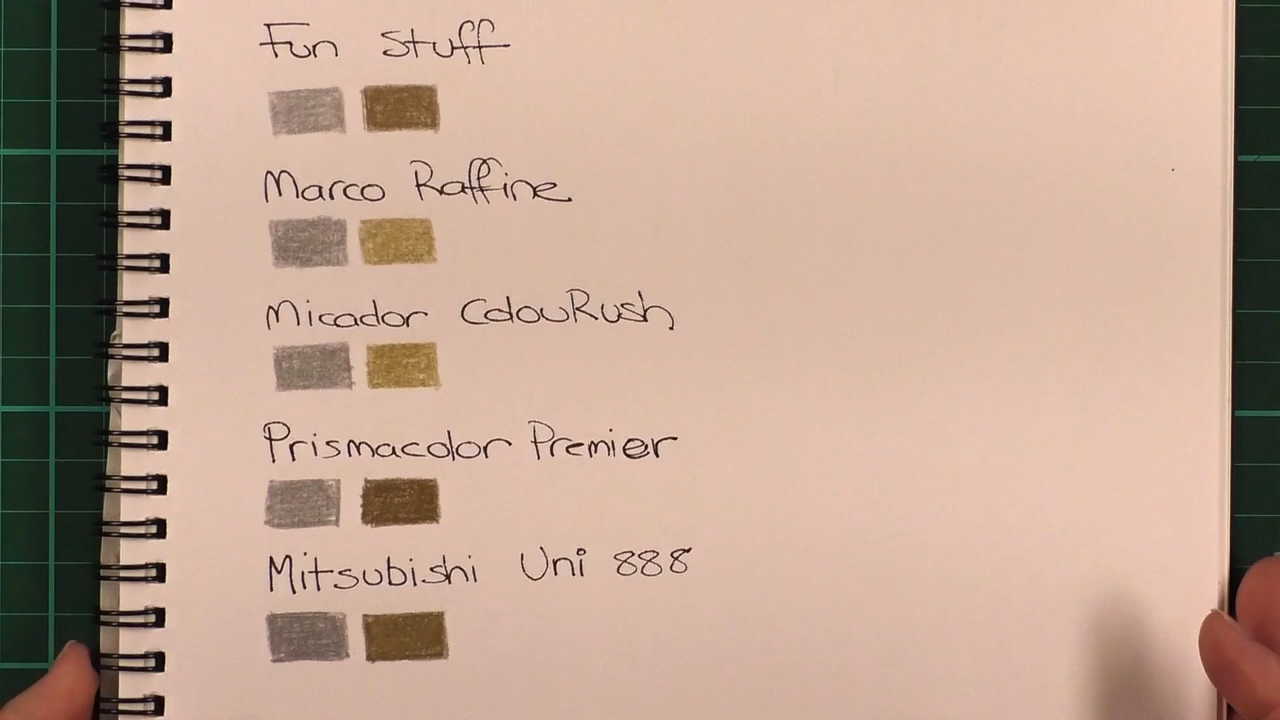 Fun Stuff
Marco Raffine
Micador ColouRush
Prismacolor Premier
Mitsubishi Uni 888